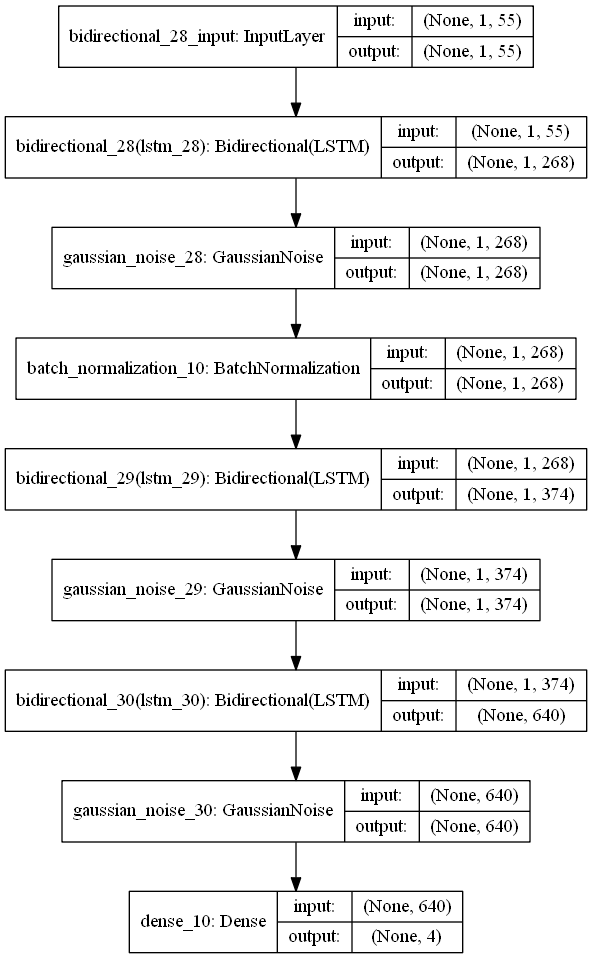 bidirectional_28_input: InputLayer
input: (None, 1, 55)
output: (None, 1, 55)
bidirectional_28(lstm_28): Bidirectional(LSTM)
input: (None, 1, 55)
output: (None, 1, 268)
gaussian_noise_28: GaussianNoise
input: (None, 1, 268)
output: (None, 1, 268)
batch_normalization_10: BatchNormalization
input: (None, 1, 268)
output: (None, 1, 268)
bidirectional_29(lstm_29): Bidirectional(LSTM)
input: (None, 1, 268)
output: (None, 1, 374)
gaussian_noise_29: GaussianNoise
input: (None, 1, 374)
output: (None, 1, 374)
bidirectional_30(lstm_30): Bidirectional(LSTM)
input: (None, 1, 374)
output: (None, 640)
gaussian_noise_30: GaussianNoise
input: (None, 640)
output: (None, 640)
dense_10: Dense
input: (None, 640)
output: (None, 4)